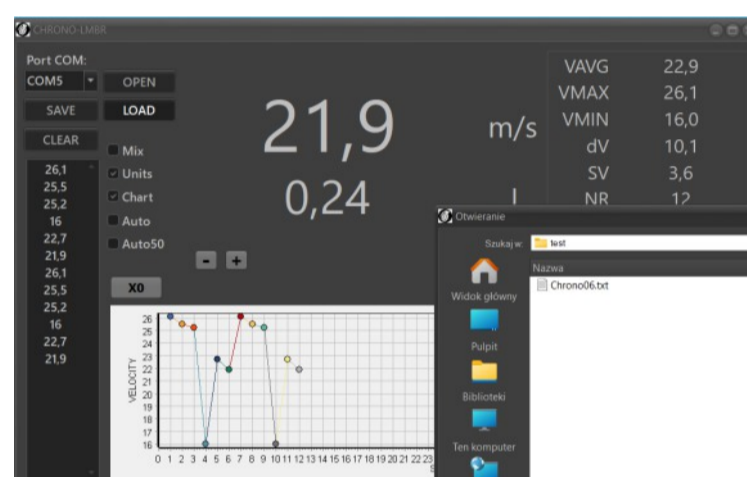 CHRONO-LMBR
Port COM:
COM5
OPEN
SAVE
LOAD
CLEAR
26,1
25,5
25,2
16
22,7
21,9
26,1
25,5
25,2
16
22,7
21,9
Mix
Units
Chart
Auto
Auto50
- +
X0
21,9 m/s
0,24
VAVG 22,9
VMAX 26,1
VMIN 16,0
dV 10,1
SV 3,6
NR 12
VELOCITY
26
25
24
23
22
21
20
19
18
17
16
0 1 2 3 4 5 6 7 8 9 10 11 12 13 14 15 16 17 18 19 20 21 22 23
Otwieranie
Szukaj w: test
Nazwa
Chrono06.txt
Widok główny
Pulpit
Biblioteki
Ten komputer